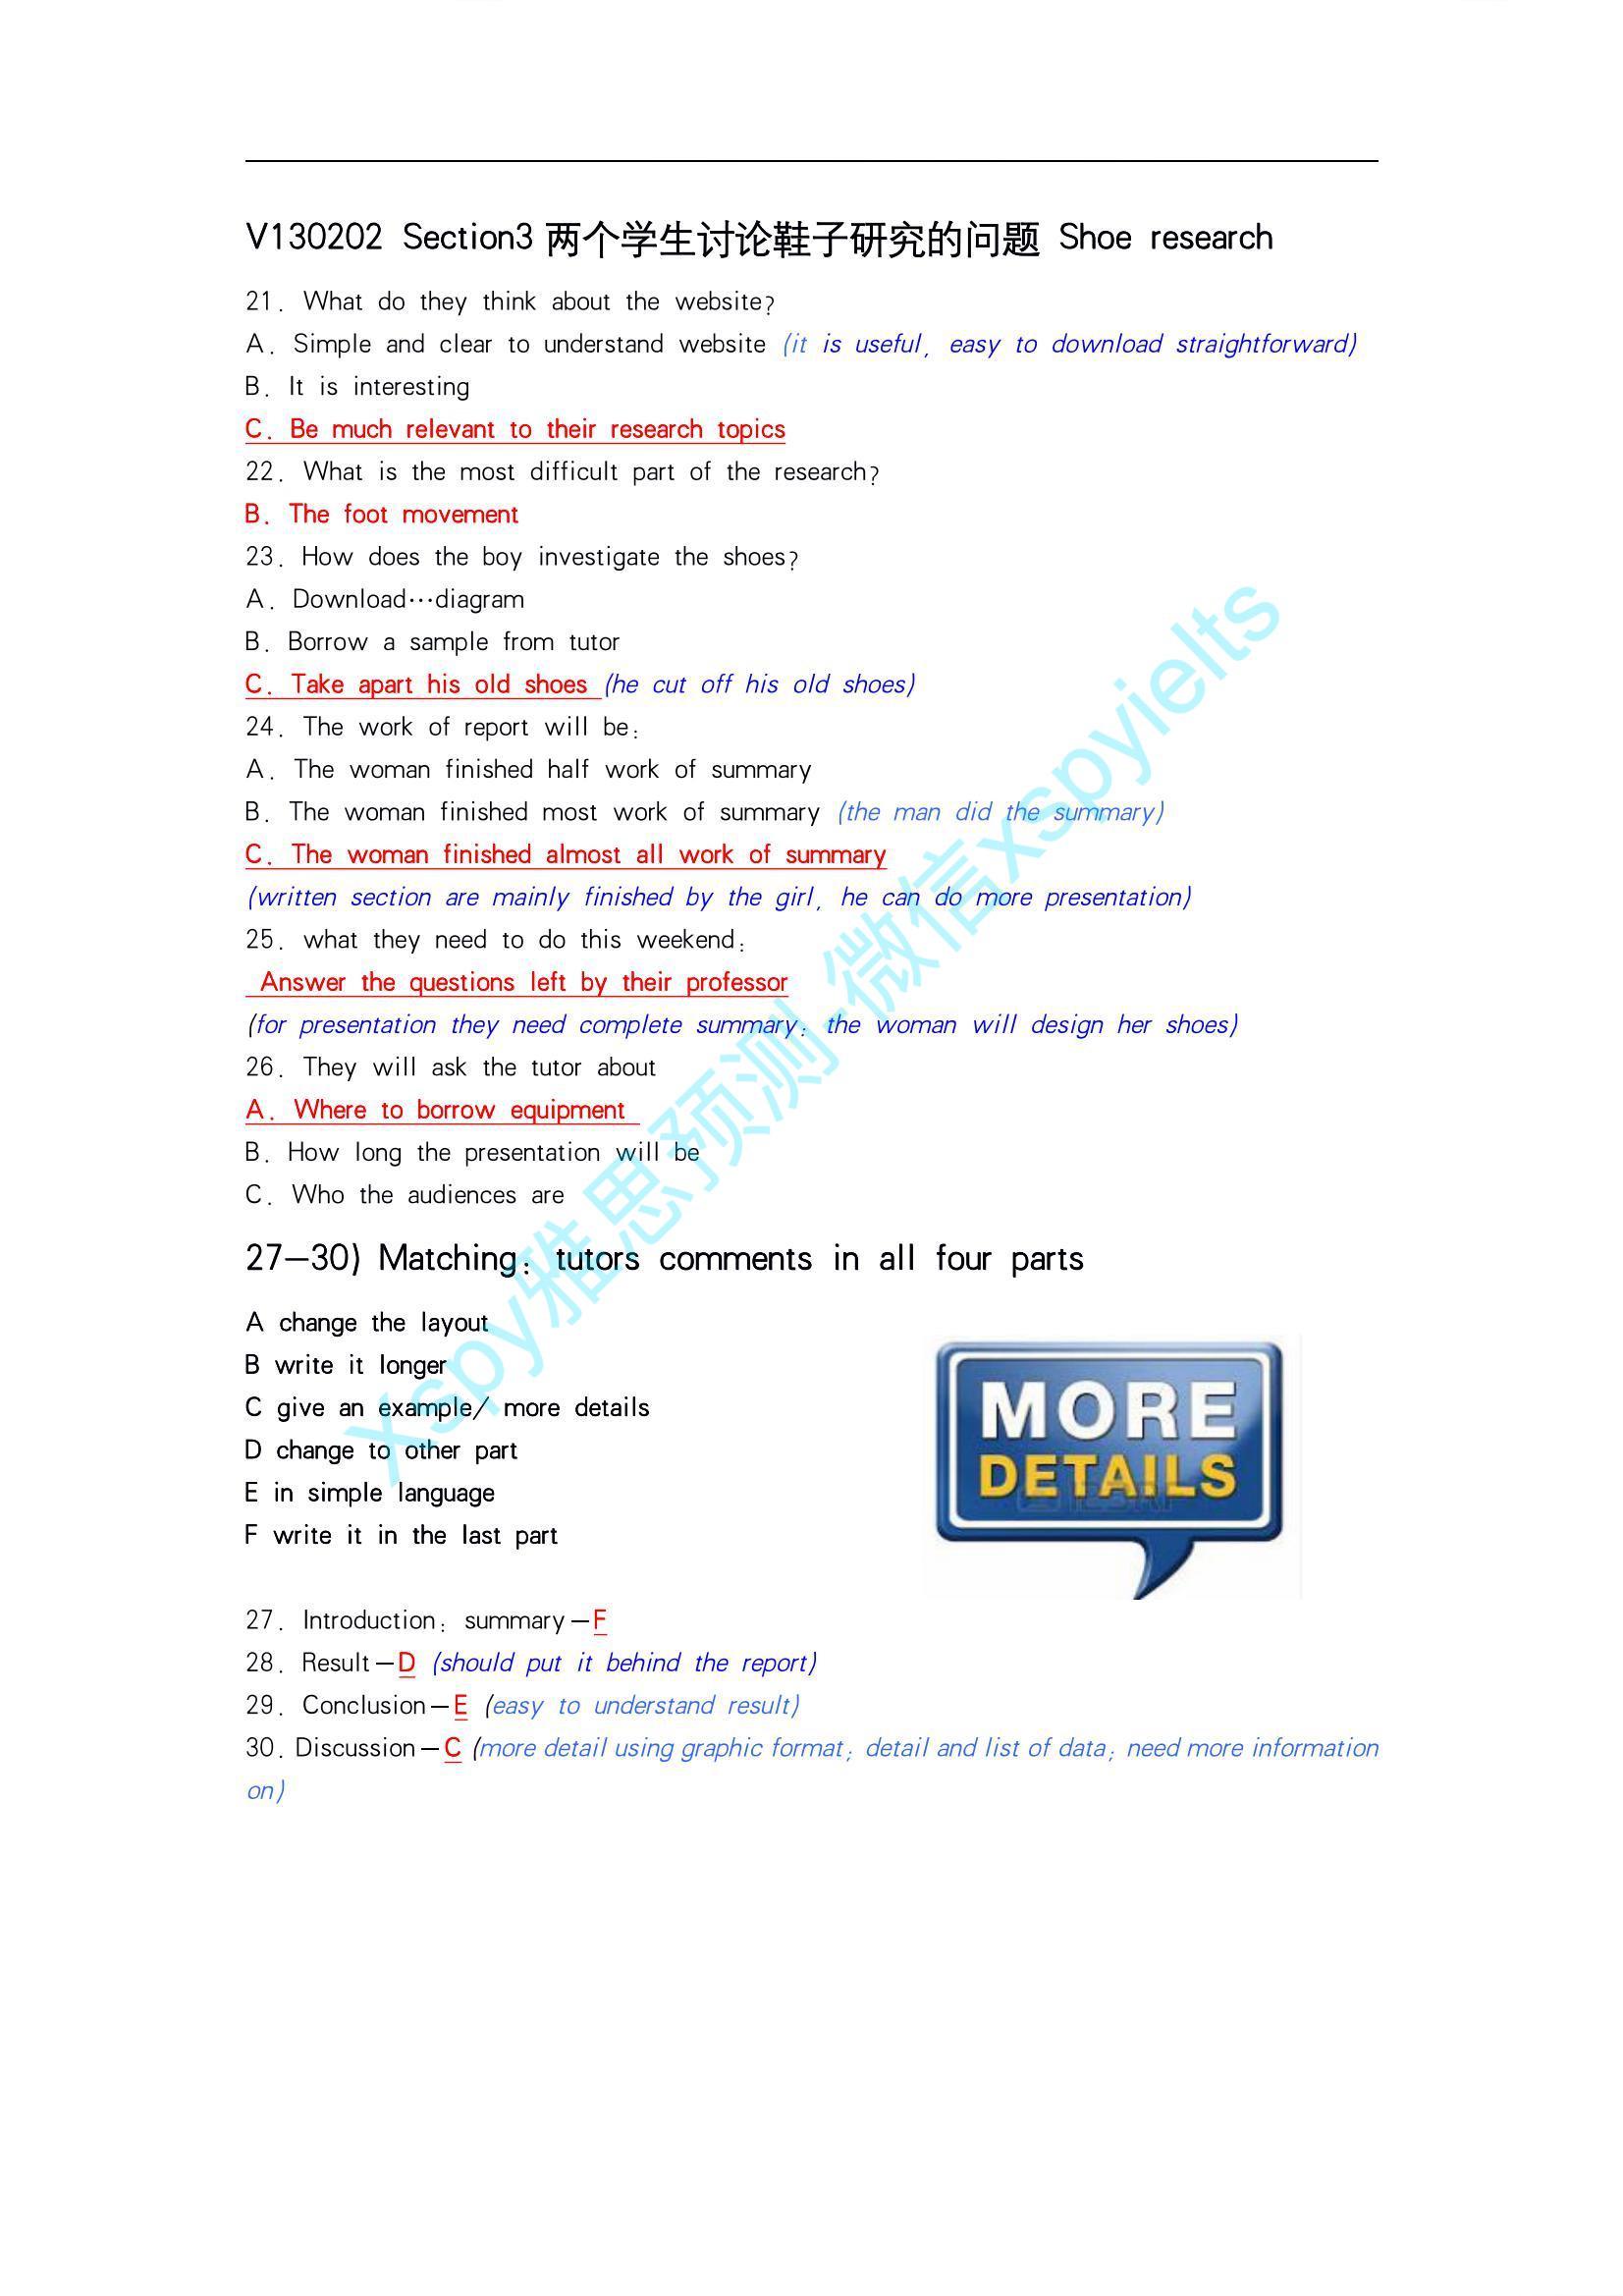 V130202 Section3 两个学生讨论鞋子研究的问题 Shoe research
21. What do they think about the website?
A. Simple and clear to understand website (it is useful, easy to download straightforward)
B. It is interesting
C. Be much relevant to their research topics
22. What is the most difficult part of the research?
B. The foot movement
23. How does the boy investigate the shoes?
A. Download…diagram
B. Borrow a sample from tutor
C. Take apart his old shoes (he cut off his old shoes)
24. The work of report will be:
A. The woman finished half work of summary
B. The woman finished most work of summary (the man did the summary)
C. The woman finished almost all work of summary
(written section are mainly finished by the girl, he can do more presentation)
25. what they need to do this weekend:
Answer the questions left by their professor
(for presentation they need complete summary; the woman will design her shoes)
26. They will ask the tutor about
A. Where to borrow equipment
B. How long the presentation will be
C. Who the audiences are
27—30) Matching: tutors comments in all four parts
A change the layout
B write it longer
C give an example/ more details
D change to other part
E in simple language
F write it in the last part
MORE
DETAILS
27. Introduction: summary—F
28. Result—D (should put it behind the report)
29. Conclusion—E (easy to understand result)
30. Discussion—C (more detail using graphic format; detail and list of data; need more information
on)
Xspy雅思预测-微信xspyielts